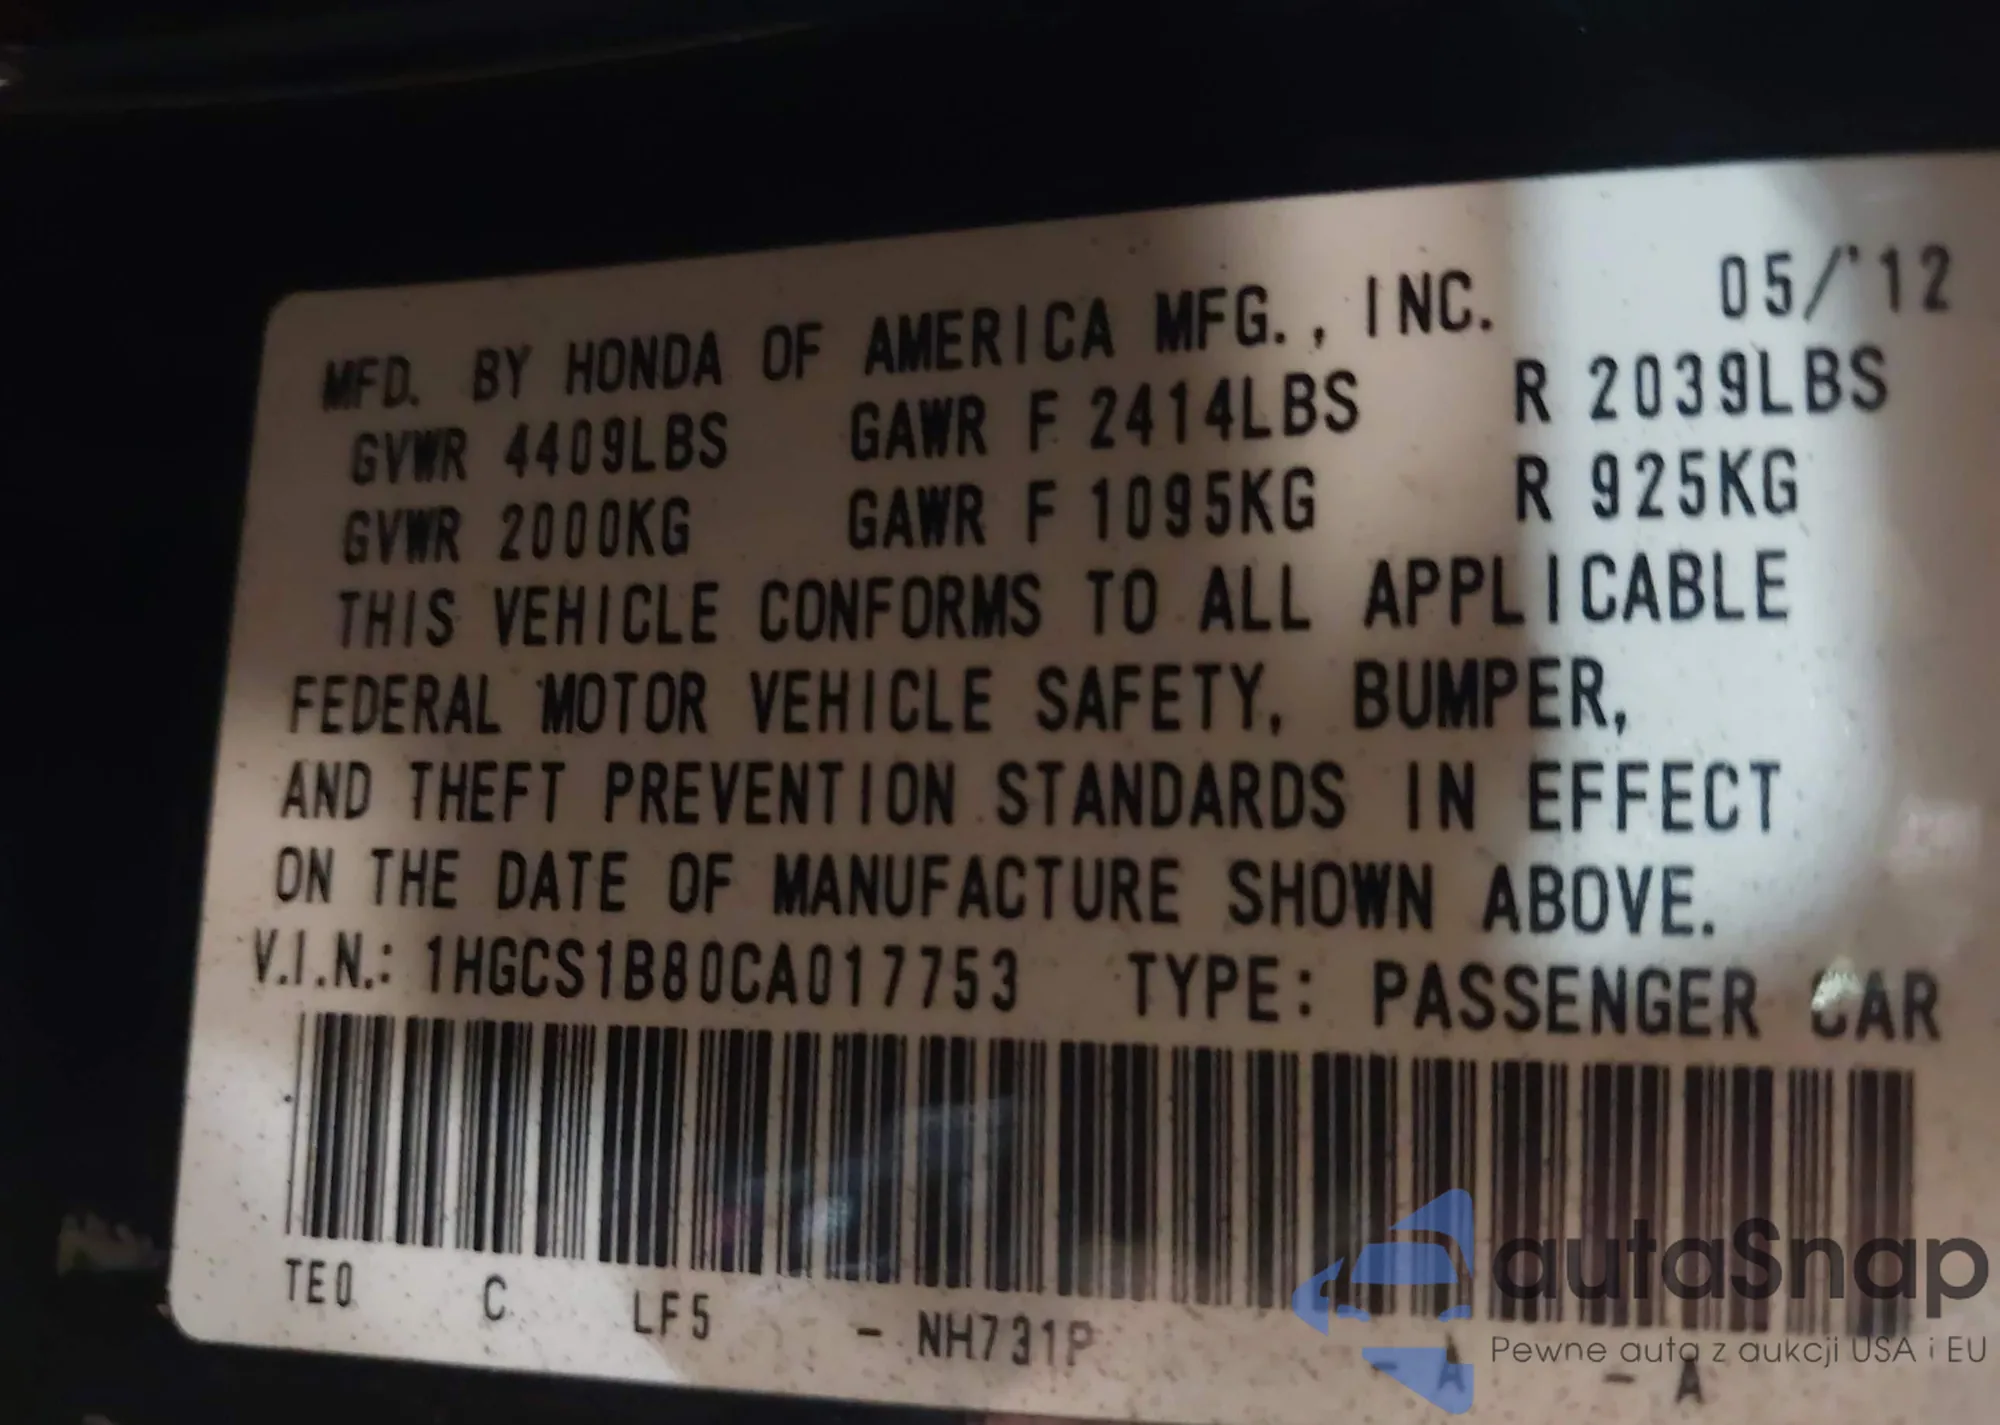 MFD. BY HONDA OF AMERICA MFG., INC. 05/'12
GVWR 4409LBS GAWR F 2414LBS R 2039LBS
GVWR 2000KG GAWR F 1095KG R 925KG
THIS VEHICLE CONFORMS TO ALL APPLICABLE
FEDERAL MOTOR VEHICLE SAFETY, BUMPER,
AND THEFT PREVENTION STANDARDS IN EFFECT
ON THE DATE OF MANUFACTURE SHOWN ABOVE.
V.I.N.: 1HGCS1B80CA017753 TYPE: PASSENGER CAR
TE0 C LF5 - NH731P - A - A
autaSnap
Pewne auta z aukcji USA i EU